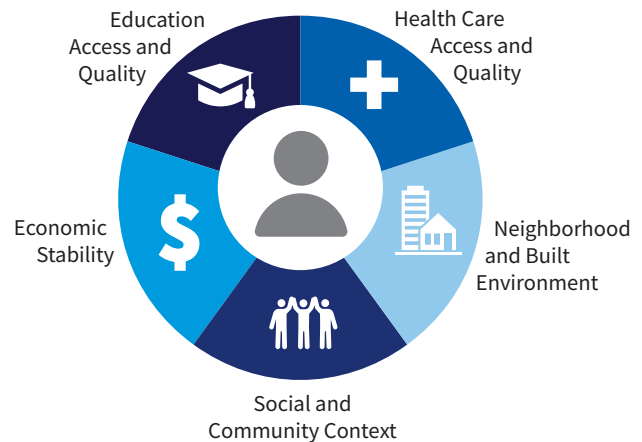 Education
Access and
Quality
Health Care
Access and
Quality
Economic
Stability
$
Neighborhood
and Built
Environment
Social and
Community Context